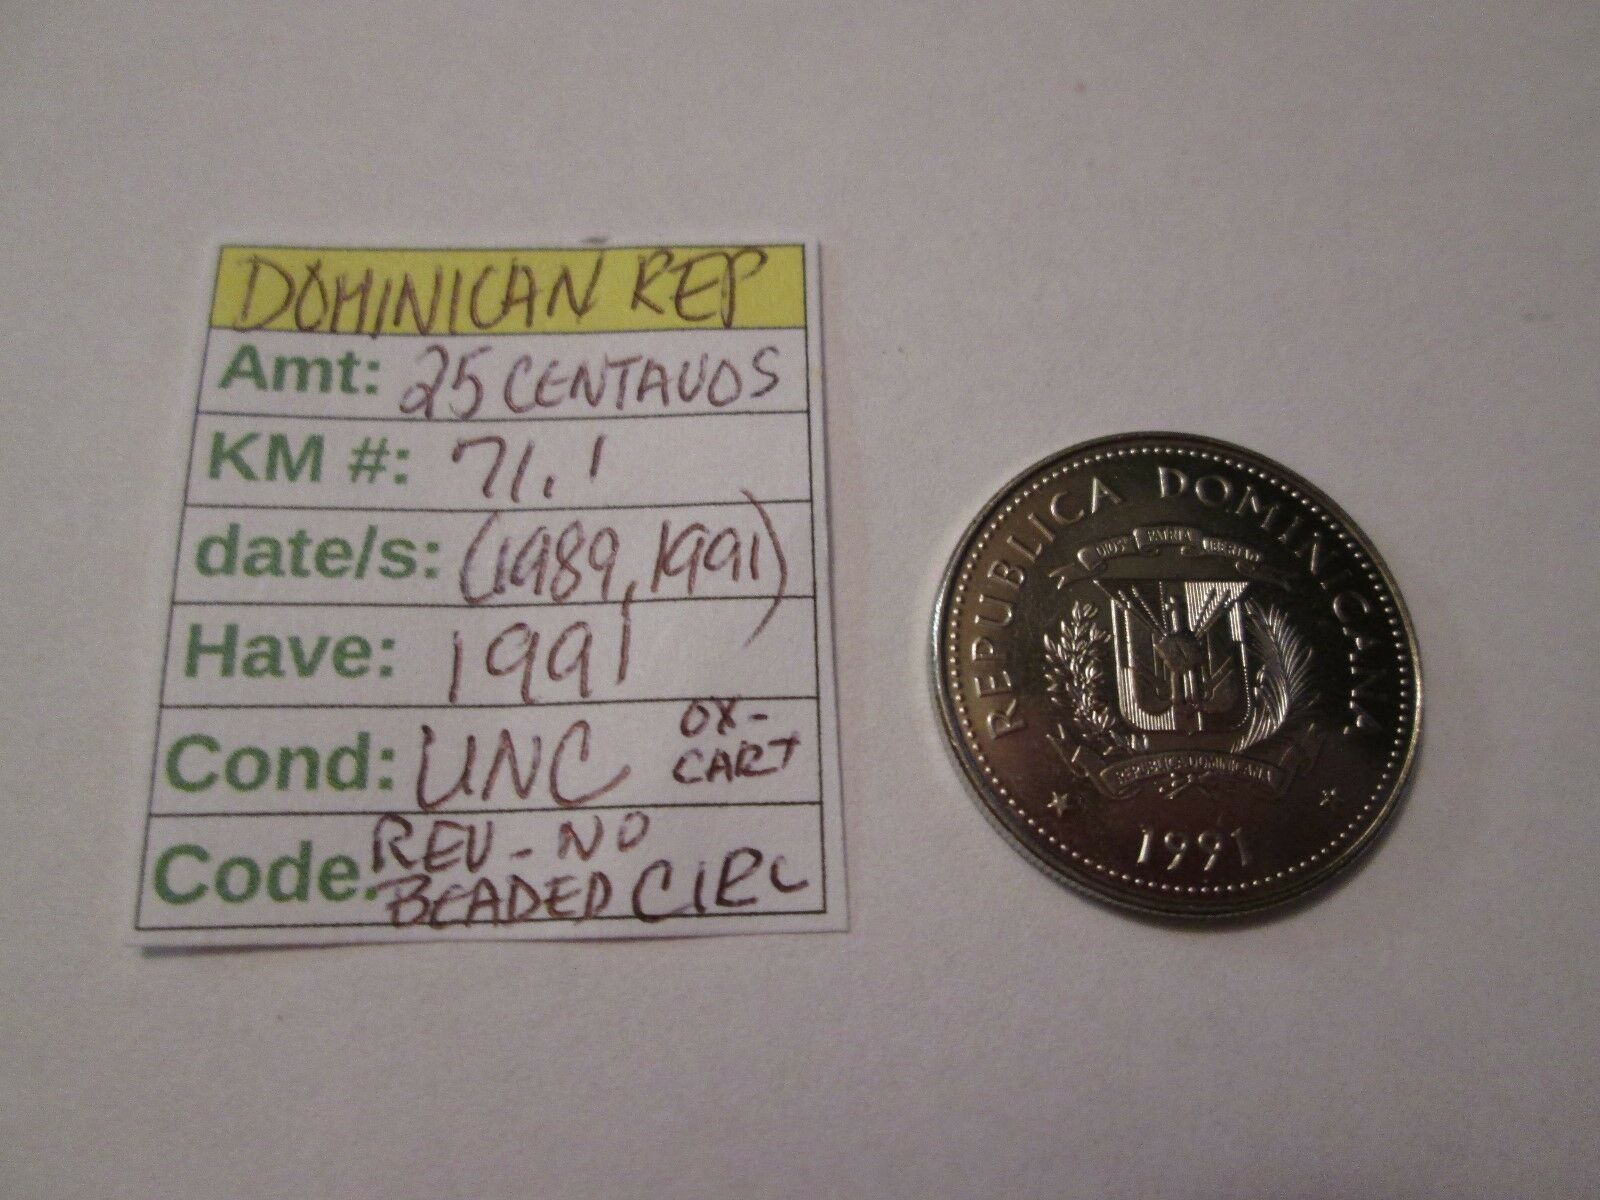 DOMINICAN REP
Amt: 25 CENTAVOS
KM #: 71.1
date/s: (1989, 1991)
Have: 1991
Cond: UNC OX-
CART
Code: REV - NO
BEADED CIRC
REPUBLICA DOMINICANA
DIOS PATRIA LIBERTAD
REPUBLICA DOMINICANA
1991